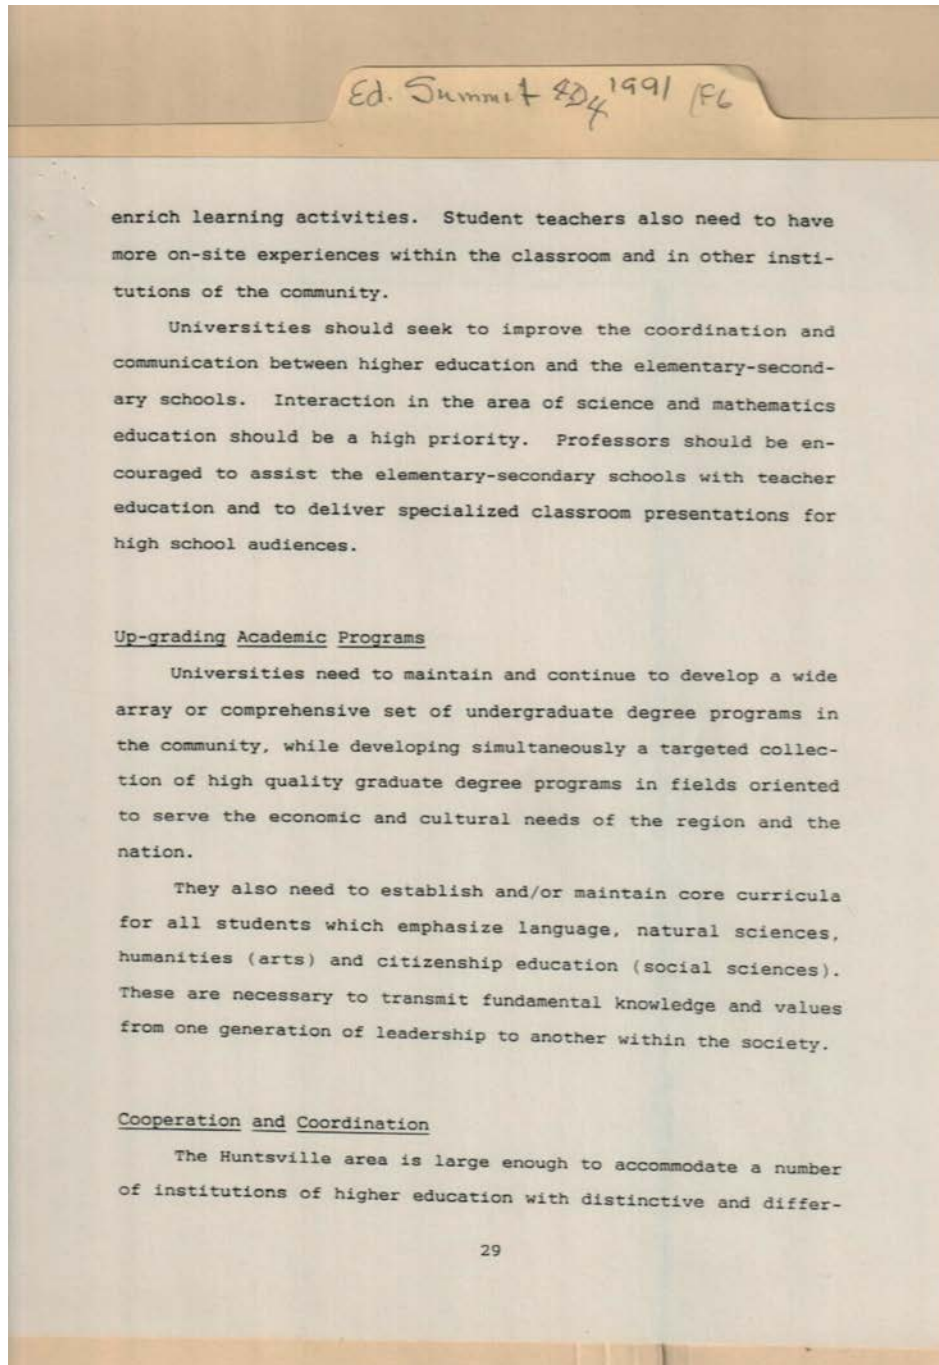 Ed. Summit 4D4 1991 F6
enrich learning activities. Student teachers also need to have
more on-site experiences within the classroom and in other insti-
tutions of the community.
Universities should seek to improve the coordination and
communication between higher education and the elementary-second-
ary schools. Interaction in the area of science and mathematics
education should be a high priority. Professors should be en-
couraged to assist the elementary-secondary schools with teacher
education and to deliver specialized classroom presentations for
high school audiences.
Up-grading Academic Programs
Universities need to maintain and continue to develop a wide
array or comprehensive set of undergraduate degree programs in
the community, while developing simultaneously a targeted collec-
tion of high quality graduate degree programs in fields oriented
to serve the economic and cultural needs of the region and the
nation.
They also need to establish and/or maintain core curricula
for all students which emphasize language, natural sciences,
humanities (arts) and citizenship education (social sciences).
These are necessary to transmit fundamental knowledge and values
from one generation of leadership to another within the society.
Cooperation and Coordination
The Huntsville area is large enough to accommodate a number
of institutions of higher education with distinctive and differ-
29